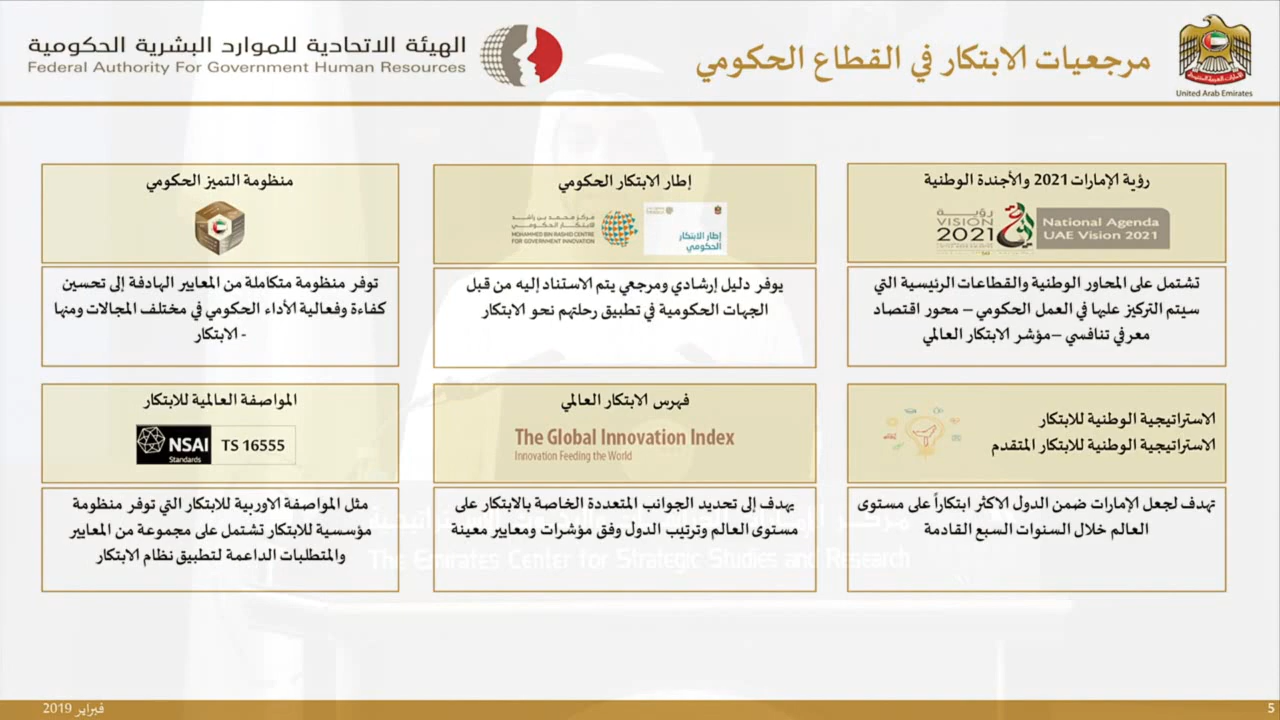 الهيئة الاتحادية للموارد البشرية الحكومية
Federal Authority For Government Human Resources
مرجعيات الابتكار في القطاع الحكومي
United Arab Emirates
رؤية الإمارات 2021 والأجندة الوطنية
رؤية
VISION
2021
National Agenda
UAE Vision 2021
تشتمل على المحاور الوطنية والقطاعات الرئيسية التي
سيتم التركيز عليها في العمل الحكومي – محور اقتصاد
معرفي تنافسي –مؤشر الابتكار العالمي
إطار الابتكار الحكومي
مركز محمد بن راشد
للابتكار الحكومي
MOHAMMED BIN RASHID CENTRE
FOR GOVERNMENT INNOVATION
إطار الابتكار
الحكومي
يوفر دليل إرشادي ومرجعي يتم الاستناد إليه من قبل
الجهات الحكومية في تطبيق رحلتهم نحو الابتكار
منظومة التميز الحكومي
توفر منظومة متكاملة من المعايير الهادفة إلى تحسين
كفاءة وفعالية الأداء الحكومي في مختلف المجالات ومنها
- الابتكار
الاستراتيجية الوطنية للابتكار
الاستراتيجية الوطنية للابتكار المتقدم
تهدف لجعل الإمارات ضمن الدول الاكثر ابتكاراً على مستوى
العالم خلال السنوات السبع القادمة
فهرس الابتكار العالمي
The Global Innovation Index
Innovation Feeding the World
يهدف إلى تحديد الجوانب المتعددة الخاصة بالابتكار على
مستوى العالم وترتيب الدول وفق مؤشرات ومعايير معينة
المواصفة العالمية للابتكار
NSAI
Standards
TS 16555
مثل المواصفة الاوربية للابتكار التي توفر منظومة
مؤسسية للابتكار تشتمل على مجموعة من المعايير
والمتطلبات الداعمة لتطبيق نظام الابتكار
The Emirates Center for Strategic Studies and Research
فبراير 2019
5